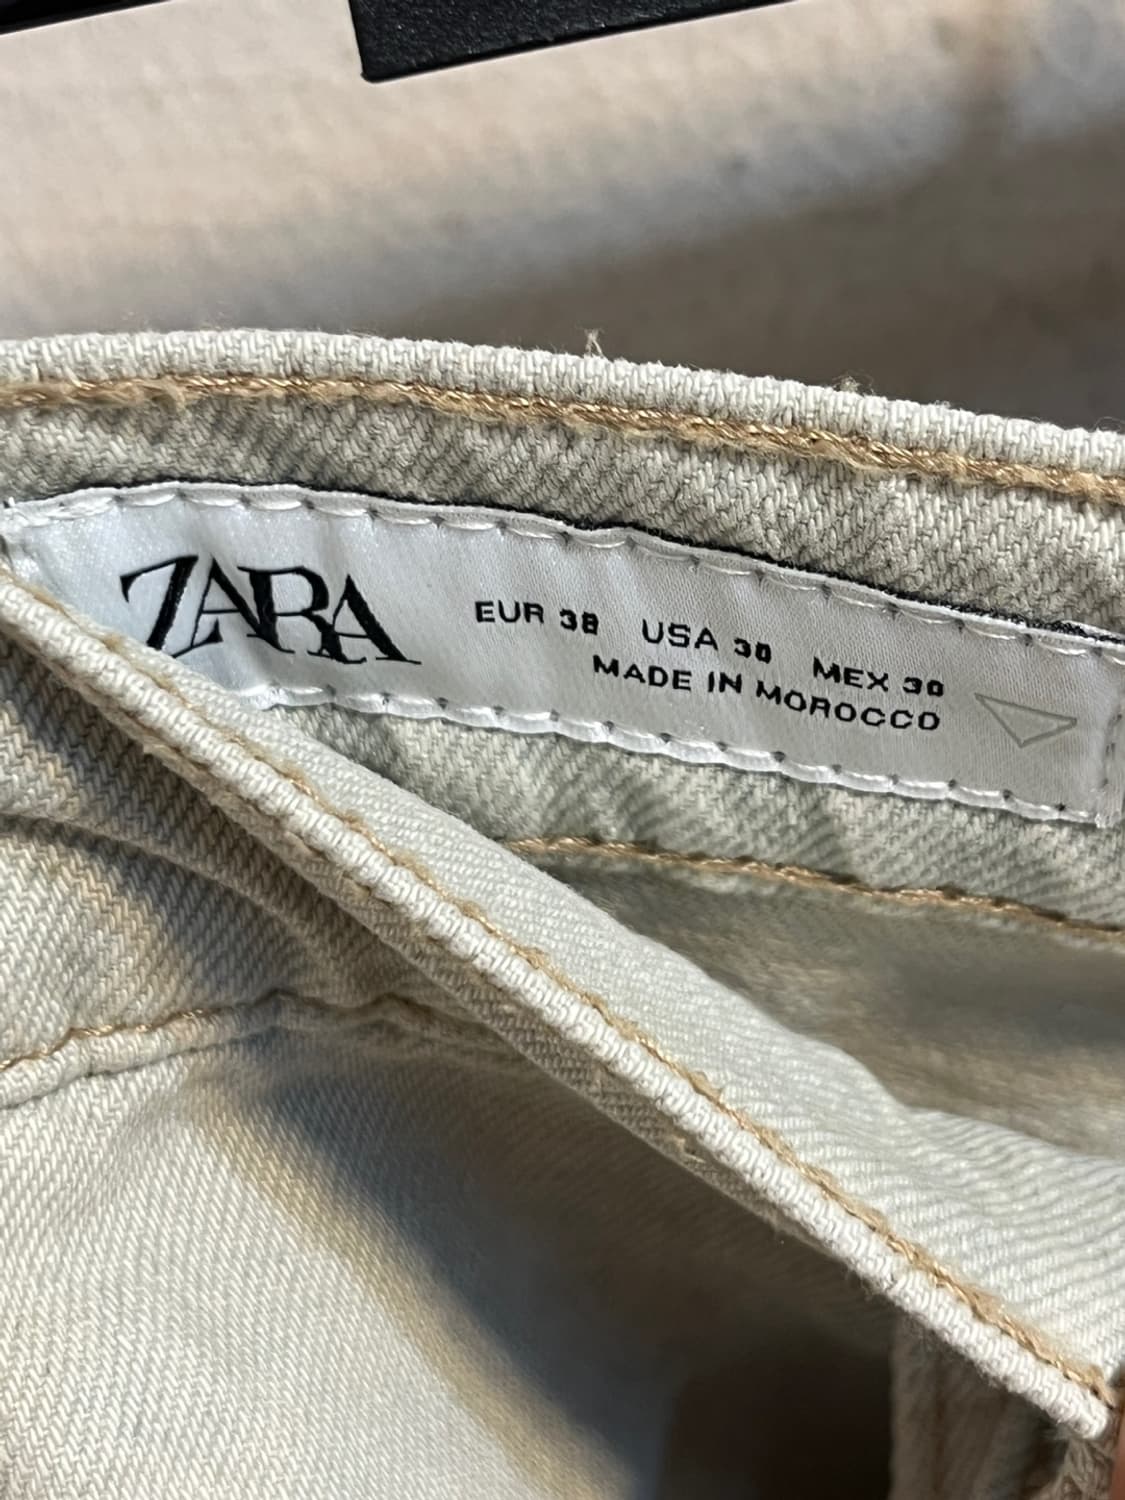 ZARA
EUR 38 USA 30 MEX 30
MADE IN MOROCCO